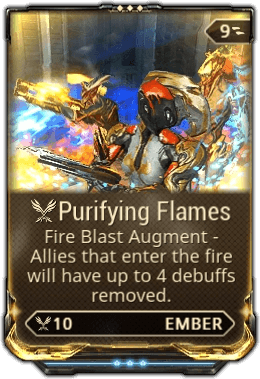 9
Purifying Flames
Fire Blast Augment -
Allies that enter the fire
will have up to 4 debuffs
removed.
10 EMBER